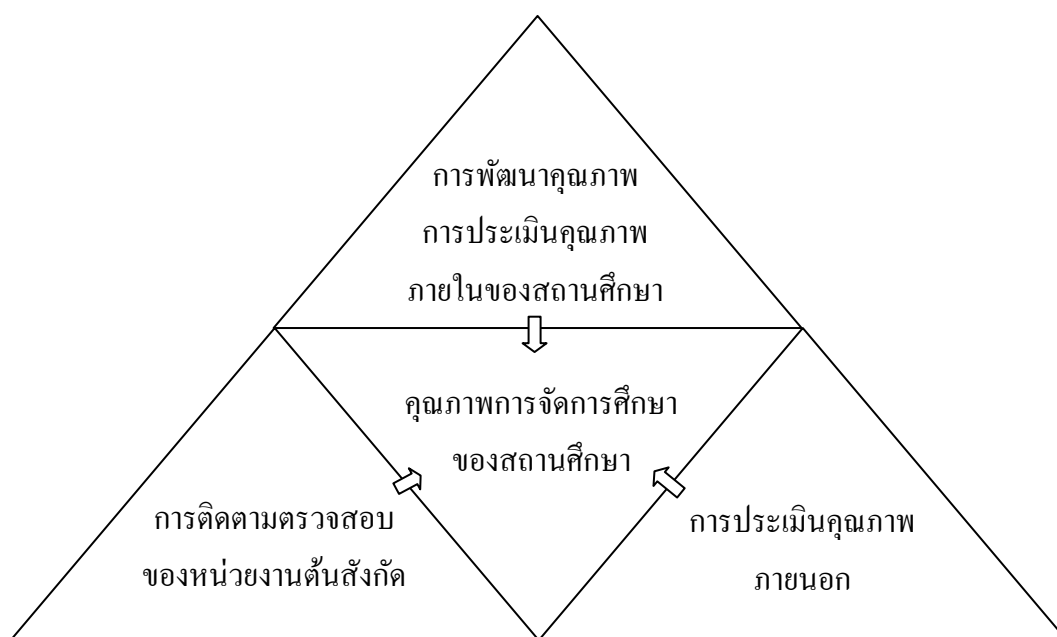 การพัฒนาคุณภาพ
การประเมินคุณภาพ
ภายในของสถานศึกษา
คุณภาพการจัดการศึกษา
ของสถานศึกษา
การติดตามตรวจสอบ
ของหน่วยงานต้นสังกัด
การประเมินคุณภาพ
ภายนอก